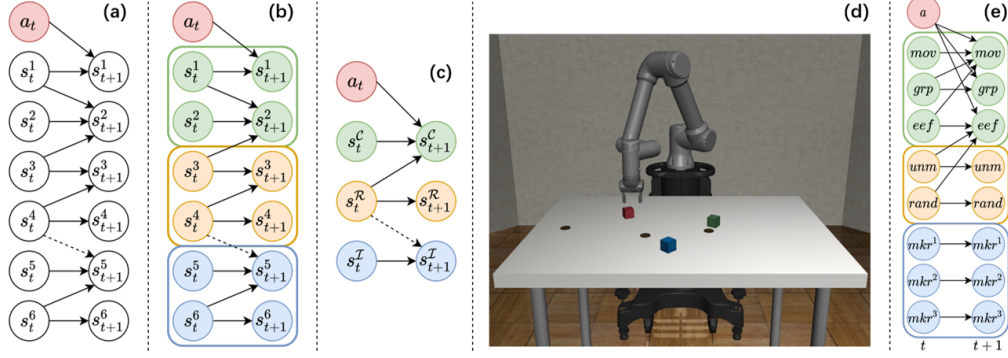 (a)
a_t
s_t^1 s_{t+1}^1
s_t^2 s_{t+1}^2
s_t^3 s_{t+1}^3
s_t^4 s_{t+1}^4
s_t^5 s_{t+1}^5
s_t^6 s_{t+1}^6
(b)
a_t
s_t^1 s_{t+1}^1
s_t^2 s_{t+1}^2
s_t^3 s_{t+1}^3
s_t^4 s_{t+1}^4
s_t^5 s_{t+1}^5
s_t^6 s_{t+1}^6
(c)
a_t
s_t^C s_{t+1}^C
s_t^R s_{t+1}^R
s_t^I s_{t+1}^I
(d)
(e)
a
mov mov
grp grp
eef eef
unm unm
rand rand
mkr^1 mkr^1
mkr^2 mkr^2
mkr^3 mkr^3
t t+1